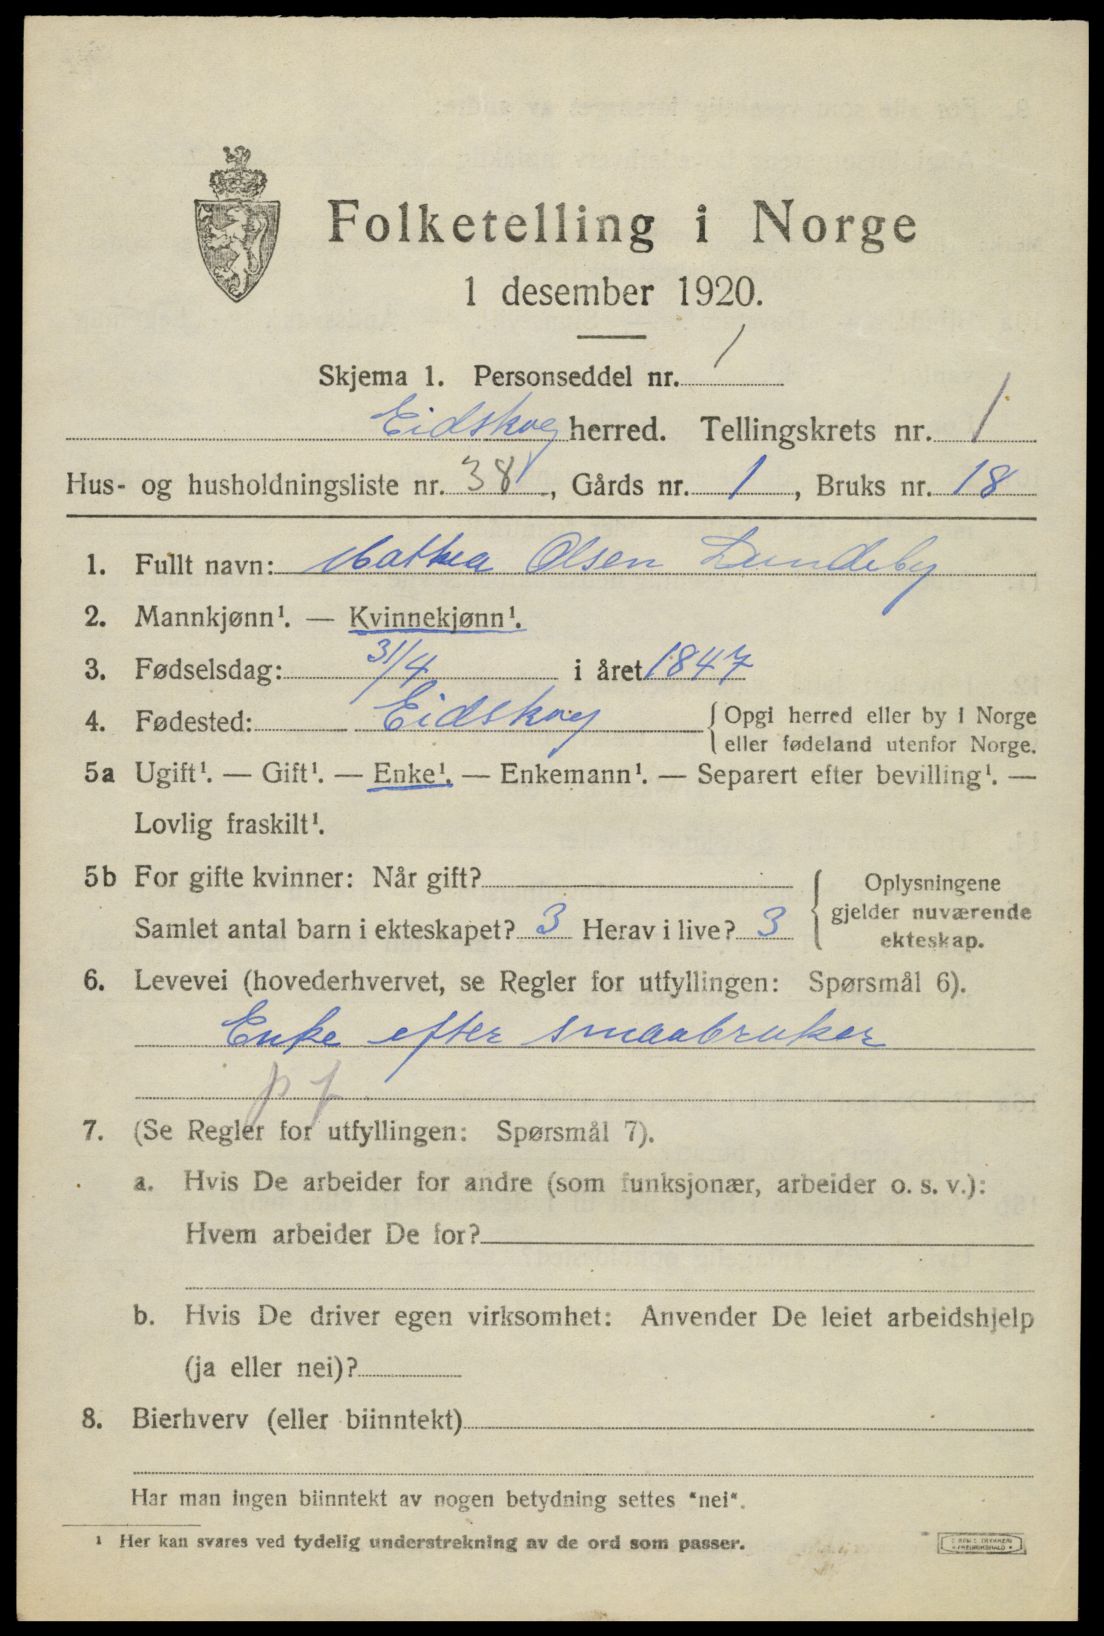 Folketelling i Norge
1 desember 1920.
Skjema 1. Personseddel nr. 1
Eidskog herred. Tellingskrets nr. 1
Hus- og husholdningsliste nr. 38, Gårds nr. 1, Bruks nr. 18
1. Fullt navn: Mathea Olsen Lundeby
2. Mannkjønn¹. — Kvinnekjønn¹.
3. Fødselsdag: 31/4 i året 1847
4. Fødested: Eidskog { Opgi herred eller by i Norge
eller fødeland utenfor Norge.
5a Ugift¹. — Gift¹. — Enke¹. — Enkemann¹. — Separert efter bevilling¹. —
Lovlig fraskilt¹.
5b For gifte kvinner: Når gift?
Samlet antal barn i ekteskapet? 3 Herav i live? 3
{ Oplysningene
gjelder nuværende
ekteskap.
6. Levevei (hovederhvervet, se Regler for utfyllingen: Spørsmål 6).
Enke efter smaabruker
p f
7. (Se Regler for utfyllingen: Spørsmål 7).
a. Hvis De arbeider for andre (som funksjonær, arbeider o. s. v.):
Hvem arbeider De for?
b. Hvis De driver egen virksomhet: Anvender De leiet arbeidshjelp
(ja eller nei)?
8. Bierhverv (eller biinntekt)
Har man ingen biinntekt av nogen betydning settes "nei".
¹ Her kan svares ved tydelig understrekning av de ord som passer.